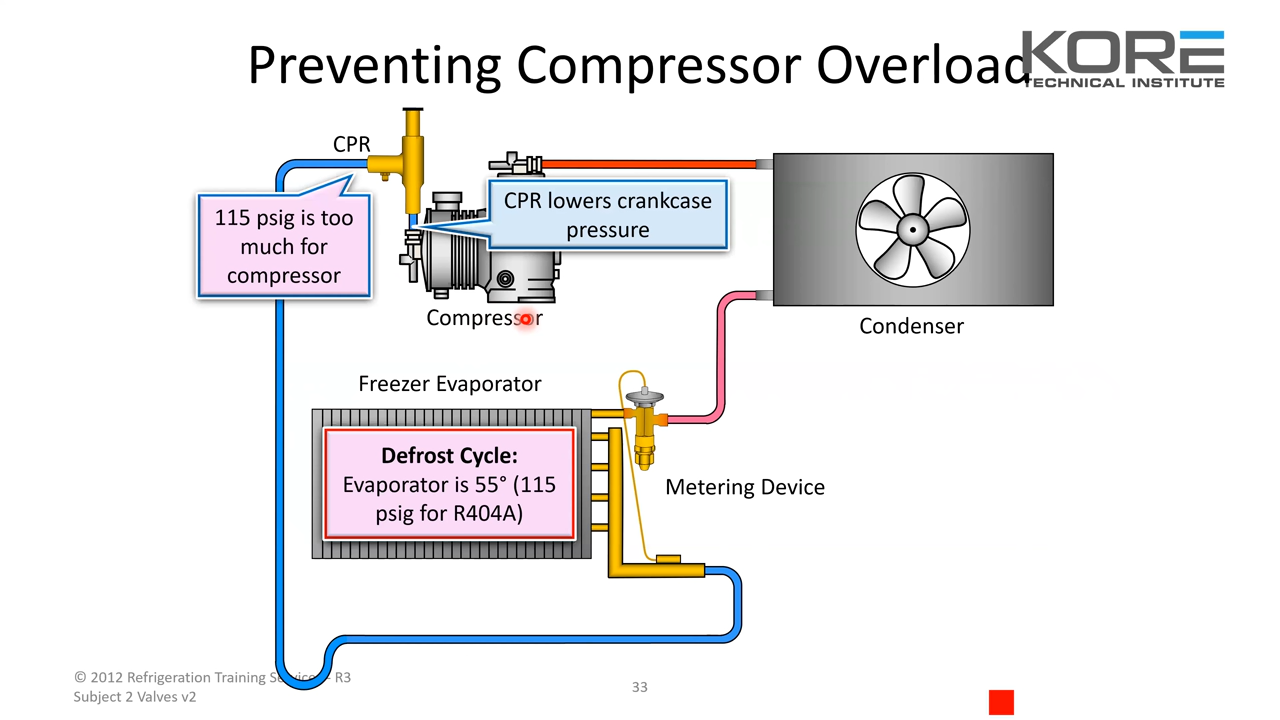 Preventing Compressor Overload
KORE
TECHNICAL INSTITUTE
CPR
115 psig is too
much for
compressor
CPR lowers crankcase
pressure
Compressor
Condenser
Freezer Evaporator
Defrost Cycle:
Evaporator is 55° (115
psig for R404A)
Metering Device
© 2012 Refrigeration Training Services - R3
Subject 2 Valves v2
33